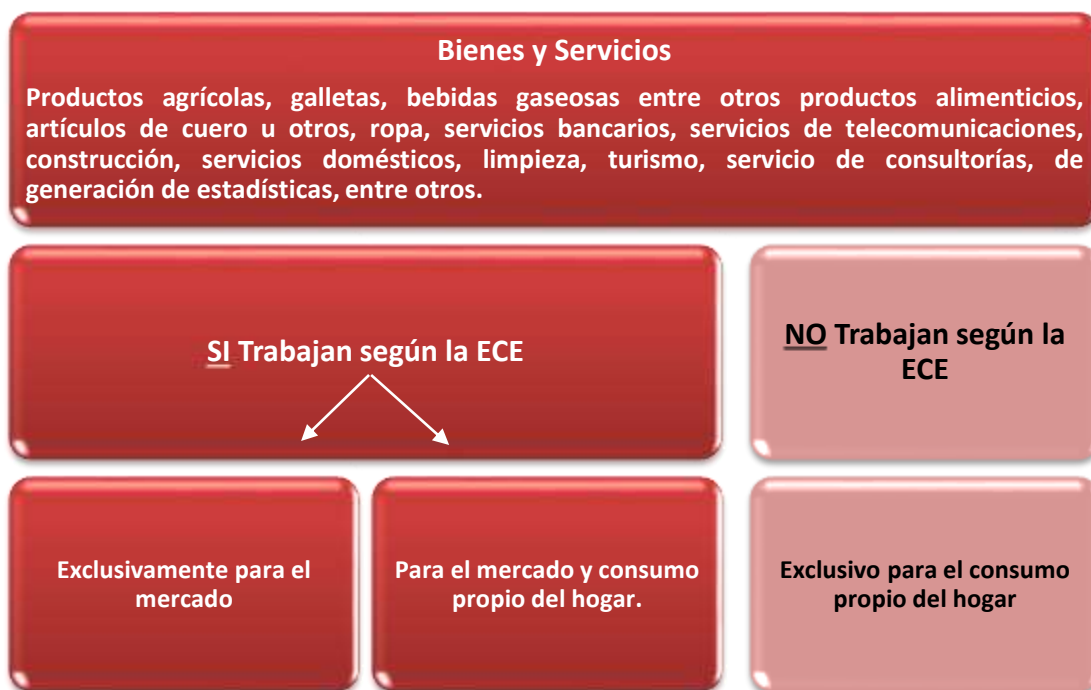 Bienes y Servicios
Productos agrícolas, galletas, bebidas gaseosas entre otros productos alimenticios,
artículos de cuero u otros, ropa, servicios bancarios, servicios de telecomunicaciones,
construcción, servicios domésticos, limpieza, turismo, servicio de consultorías, de
generación de estadísticas, entre otros.
SI Trabajan según la ECE
NO Trabajan según la
ECE
Exclusivamente para el
mercado
Para el mercado y consumo
propio del hogar.
Exclusivo para el consumo
propio del hogar